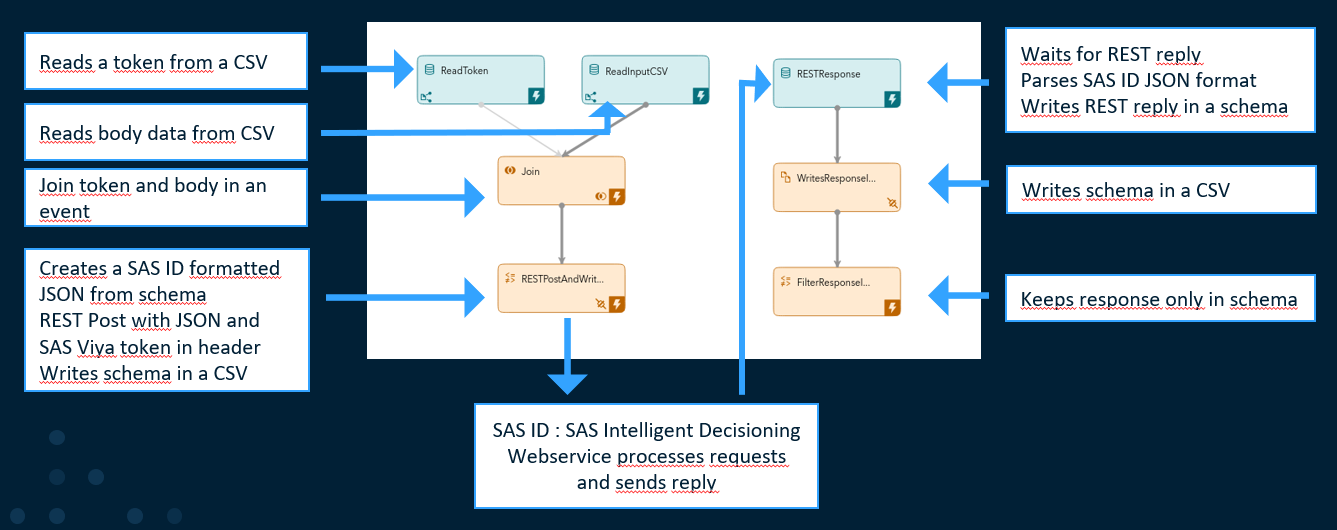 Reads a token from a CSV
Reads body data from CSV
Join token and body in an
event
Creates a SAS ID formatted
JSON from schema
REST Post with JSON and
SAS Viya token in header
Writes schema in a CSV
ReadToken
ReadInputCSV
Join
RESTPostAndWrit...
RESTResponse
WritesResponseI...
FilterResponseI...
Waits for REST reply
Parses SAS ID JSON format
Writes REST reply in a schema
Writes schema in a CSV
Keeps response only in schema
SAS ID : SAS Intelligent Decisioning
Webservice processes requests
and sends reply